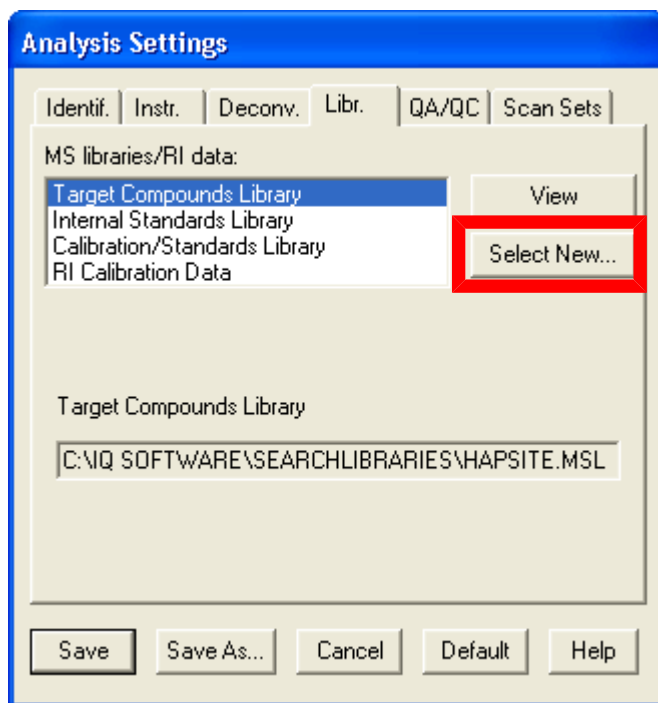 Analysis Settings
Identif. Instr. Deconv. Libr. QA/QC Scan Sets
MS libraries/RI data:
Target Compounds Library
Internal Standards Library
Calibration/Standards Library
RI Calibration Data
View
Select New...
Target Compounds Library
C:\IQ SOFTWARE\SEARCHLIBRARIES\HAPSITE.MSL
Save Save As... Cancel Default Help